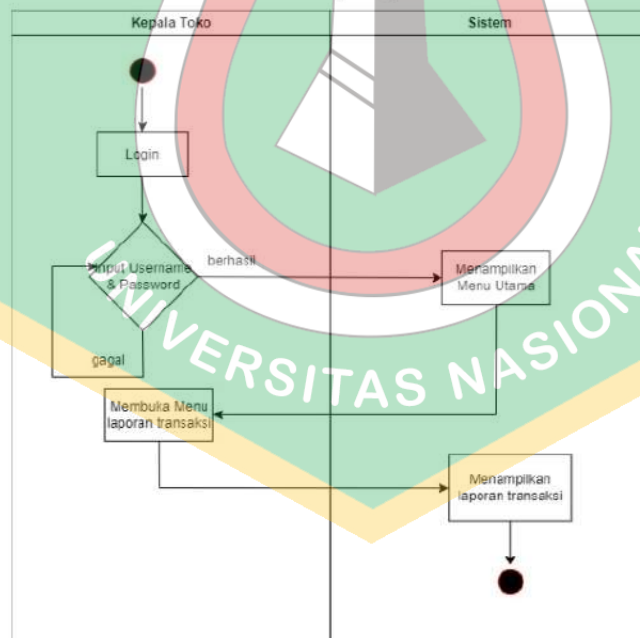 Kepala Toko
Sistem
Login
Input Username
& Password
berhasil
Menampilkan
Menu Utama
gagal
Membuka Menu
laporan transaksi
Menampilkan
laporan transaksi
UNIVERSITAS NASIONA